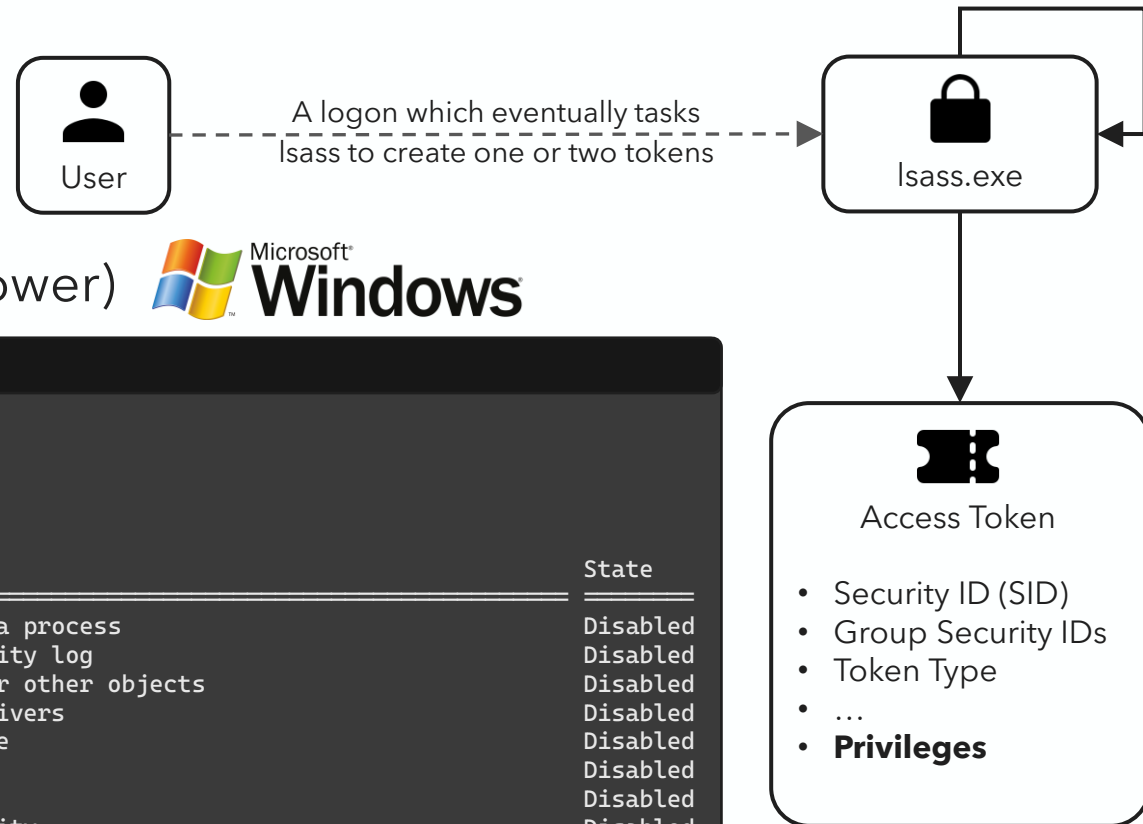 A logon which eventually tasks
lsass to create one or two tokens
User
lsass.exe
ower)
Microsoft®
Windows
TM
Access Token
• Security ID (SID)
• Group Security IDs
• Token Type
• …
• Privileges
State
a process Disabled
ity log Disabled
r other objects Disabled
ivers Disabled
e Disabled
Disabled
Disabled